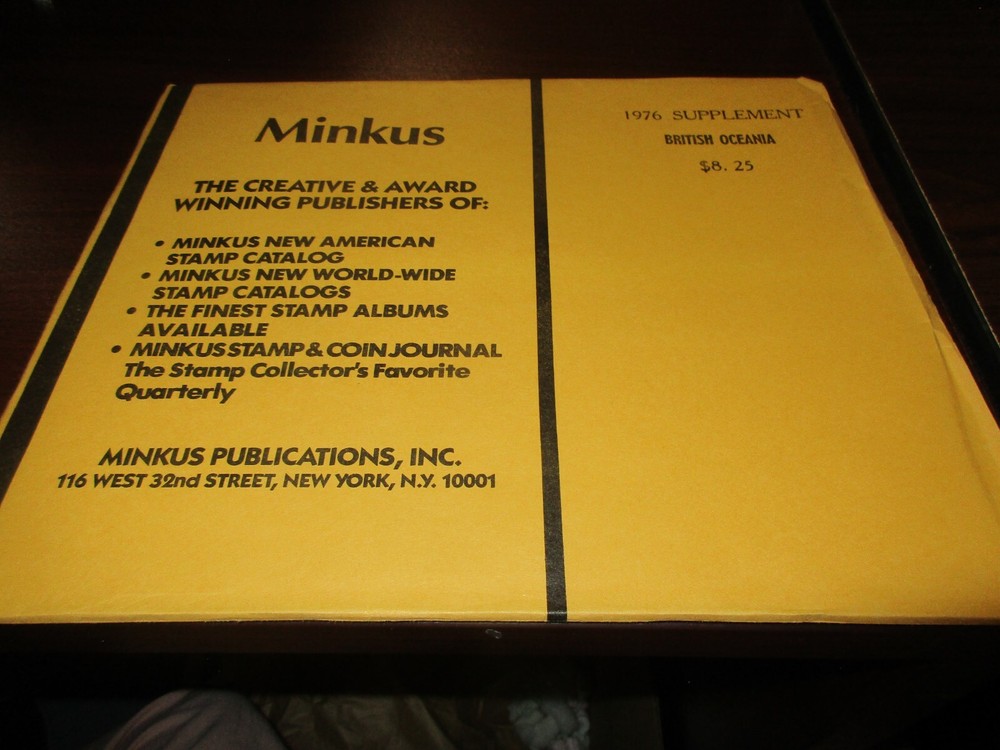 Minkus
THE CREATIVE & AWARD
WINNING PUBLISHERS OF:
• MINKUS NEW AMERICAN
STAMP CATALOG
• MINKUS NEW WORLD-WIDE
STAMP CATALOGS
• THE FINEST STAMP ALBUMS
AVAILABLE
• MINKUS STAMP & COIN JOURNAL
The Stamp Collector's Favorite
Quarterly
MINKUS PUBLICATIONS, INC.
116 WEST 32nd STREET, NEW YORK, N.Y. 10001
1976 SUPPLEMENT
BRITISH OCEANIA
$8. 25